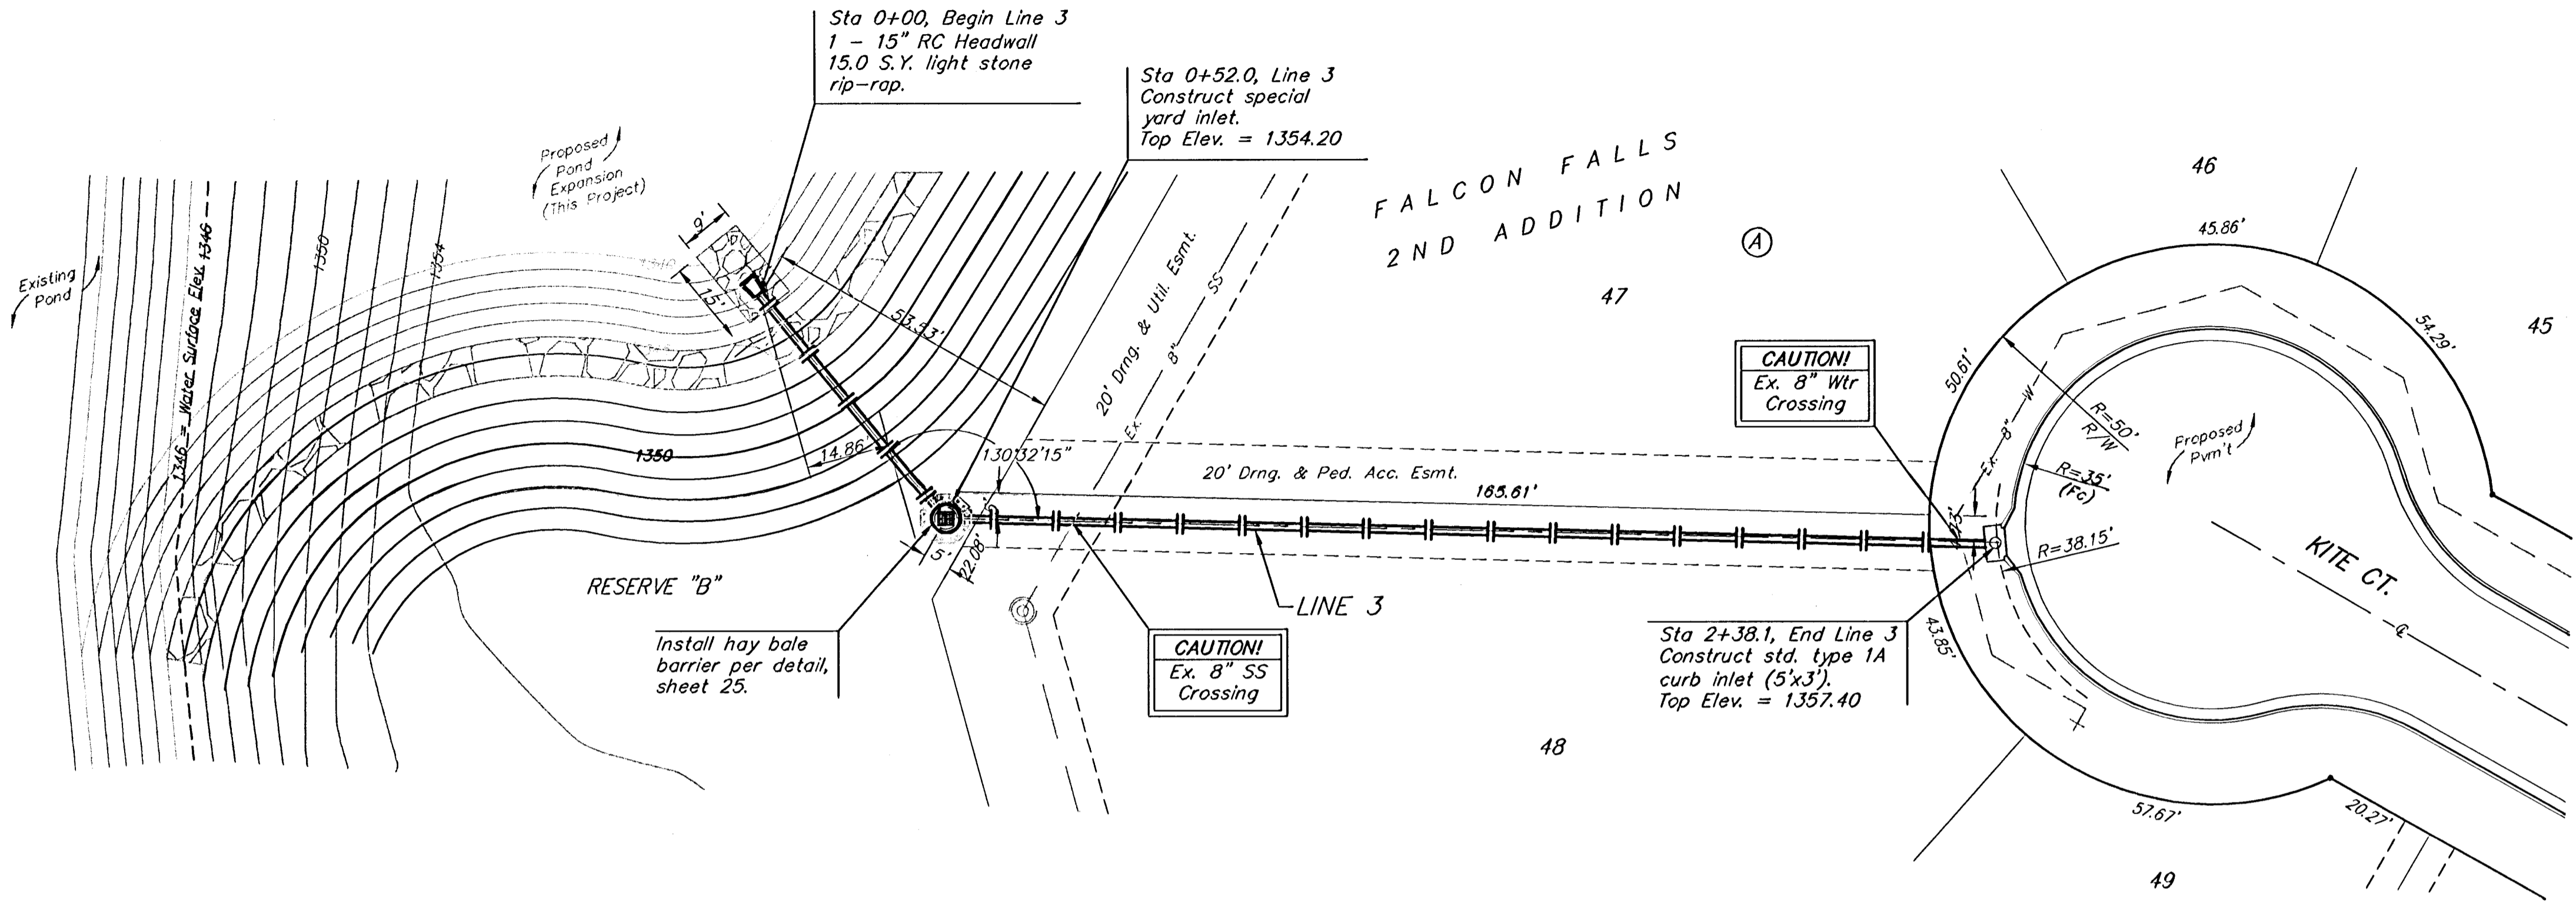 Sta 0+00, Begin Line 3
1 - 15" RC Headwall
15.0 S.Y. light stone
rip-rap.
Sta 0+52.0, Line 3
Construct special
yard inlet.
Top Elev. = 1354.20
Proposed
Pond
Expansion
(This Project)
Existing
Pond
1346 = Water Surface Elev. 1346
1350
1354
1340
9'
15'
53.53'
14.86'
1350
130°32'15"
20' Drng. & Util. Esmt.
Ex. 8" SS
FALCON FALLS
2ND ADDITION
A
46
47
45
45.86'
54.29'
50.61'
CAUTION!
Ex. 8" Wtr
Crossing
Ex. 8" W
R=50'
R/W
R=35'
(Fc)
Proposed
Pvm't
20' Drng. & Ped. Acc. Esmt.
165.61'
R=38.15'
KITE CT.
℄
5'
22.08'
RESERVE "B"
LINE 3
Install hay bale
barrier per detail,
sheet 25.
CAUTION!
Ex. 8" SS
Crossing
Sta 2+38.1, End Line 3
Construct std. type 1A
curb inlet (5'x3').
Top Elev. = 1357.40
43.85'
48
57.67'
20.27'
49